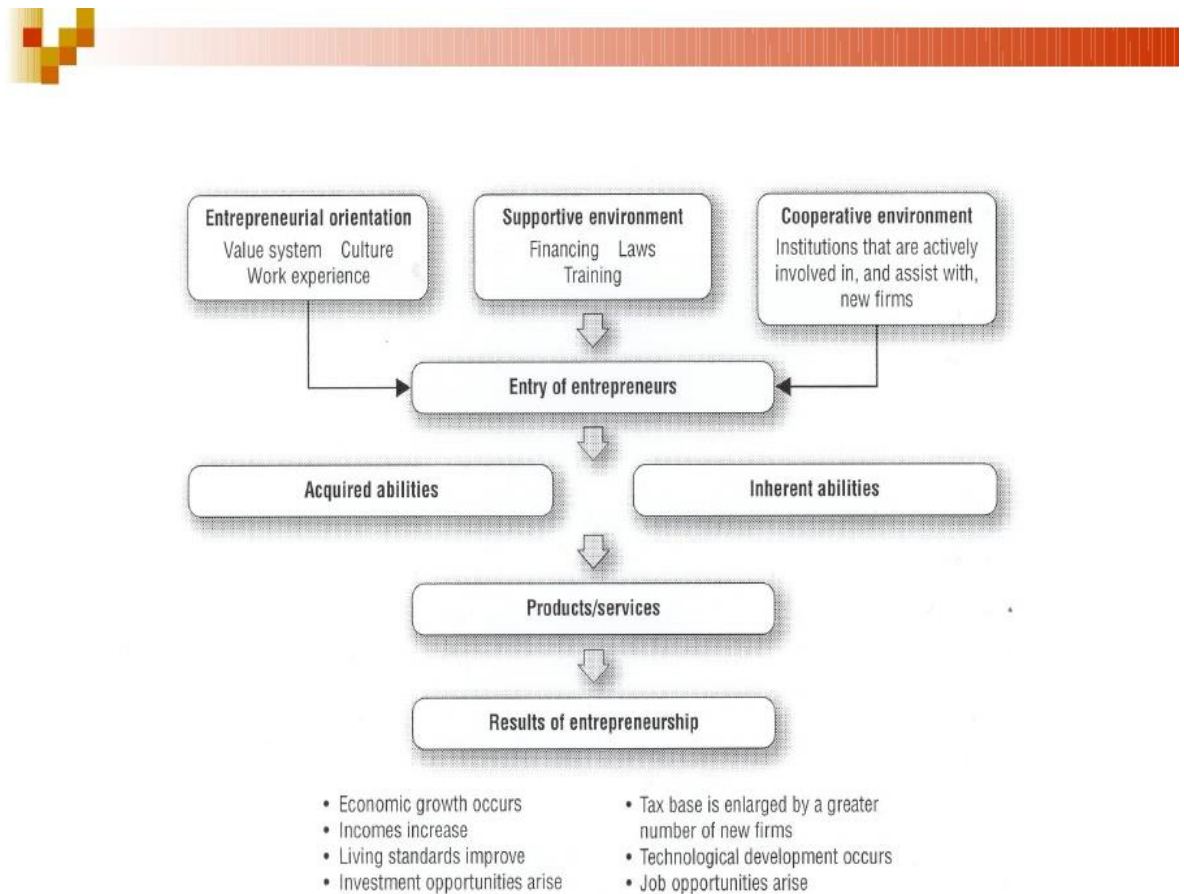 Entrepreneurial orientation
Value system Culture
Work experience
Supportive environment
Financing Laws
Training
Cooperative environment
Institutions that are actively
involved in, and assist with,
new firms
Entry of entrepreneurs
Acquired abilities
Inherent abilities
Products/services
Results of entrepreneurship
• Economic growth occurs
• Incomes increase
• Living standards improve
• Investment opportunities arise
• Tax base is enlarged by a greater
number of new firms
• Technological development occurs
• Job opportunities arise